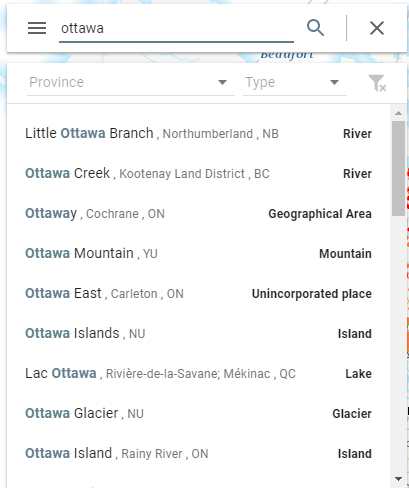 ottawa
Beaufort
Province Type
Little Ottawa Branch , Northumberland , NB River
Ottawa Creek , Kootenay Land District , BC River
Ottaway , Cochrane , ON Geographical Area
Ottawa Mountain , YU Mountain
Ottawa East , Carleton , ON Unincorporated place
Ottawa Islands , NU Island
Lac Ottawa , Rivière-de-la-Savane; Mékinac , QC Lake
Ottawa Glacier , NU Glacier
Ottawa Island , Rainy River , ON Island